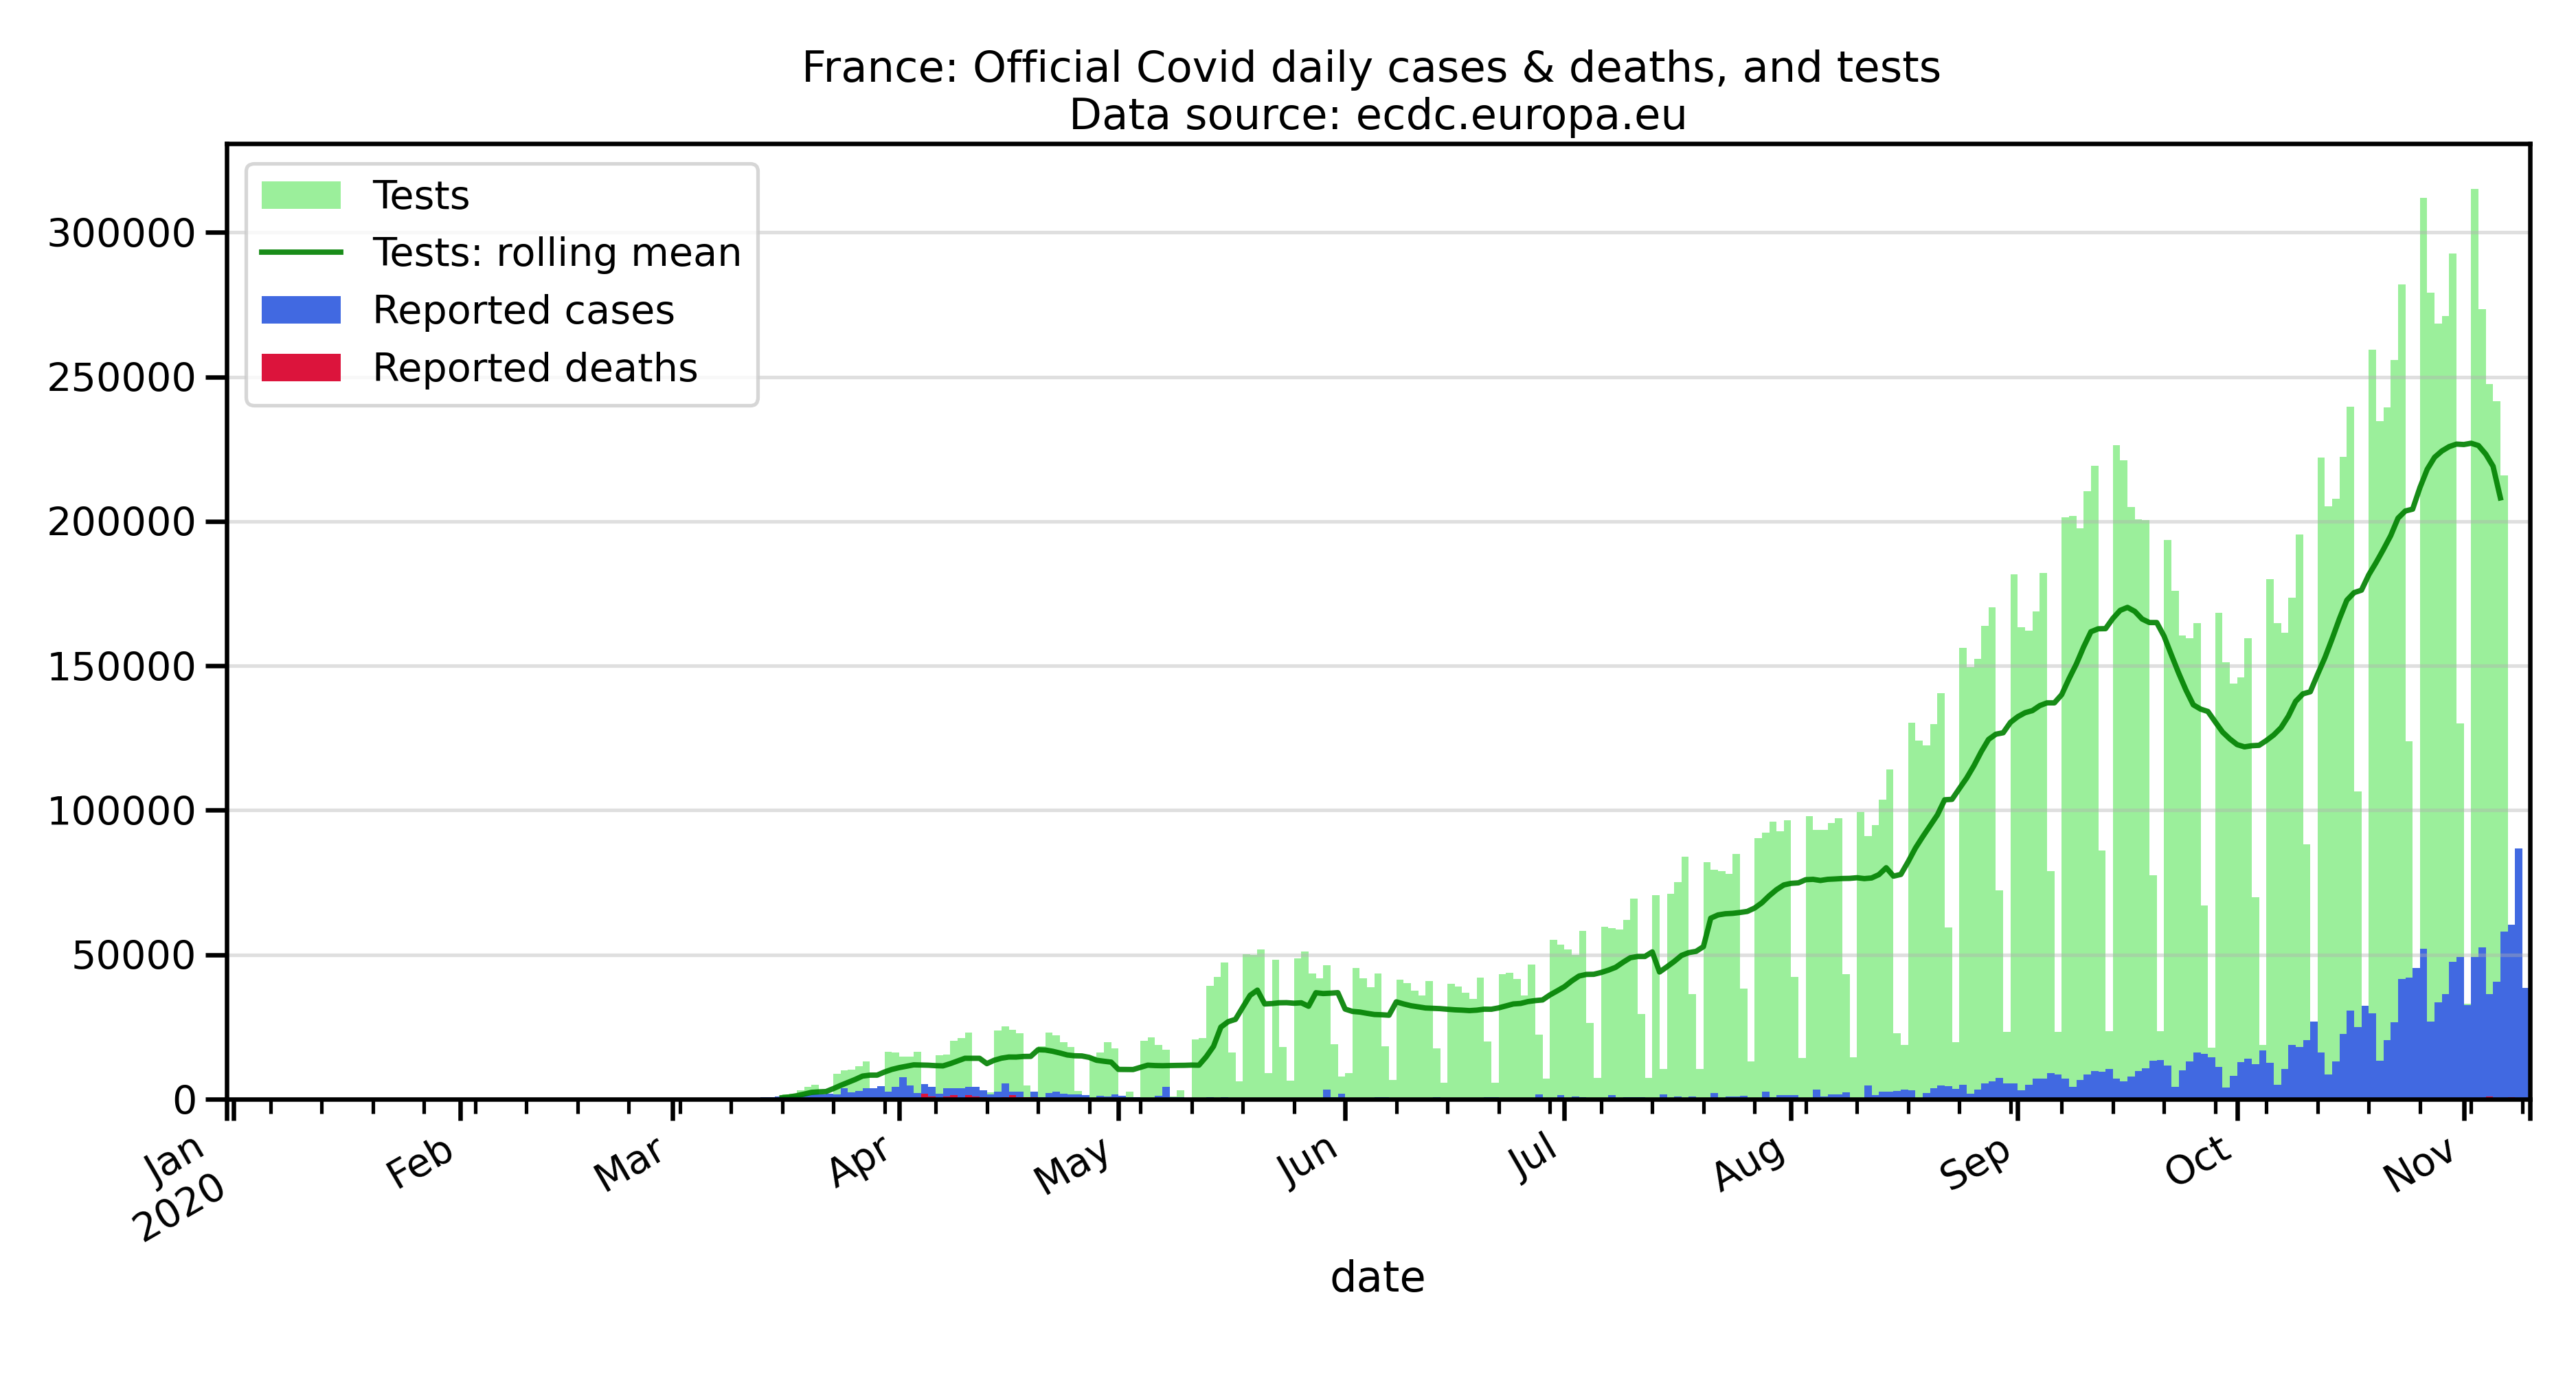 France: Official Covid daily cases & deaths, and tests
Data source: ecdc.europa.eu
Tests
Tests: rolling mean
Reported cases
Reported deaths
300000
250000
200000
150000
100000
50000
0
Jan
2020
Feb
Mar
Apr
May
Jun
Jul
Aug
Sep
Oct
Nov
date